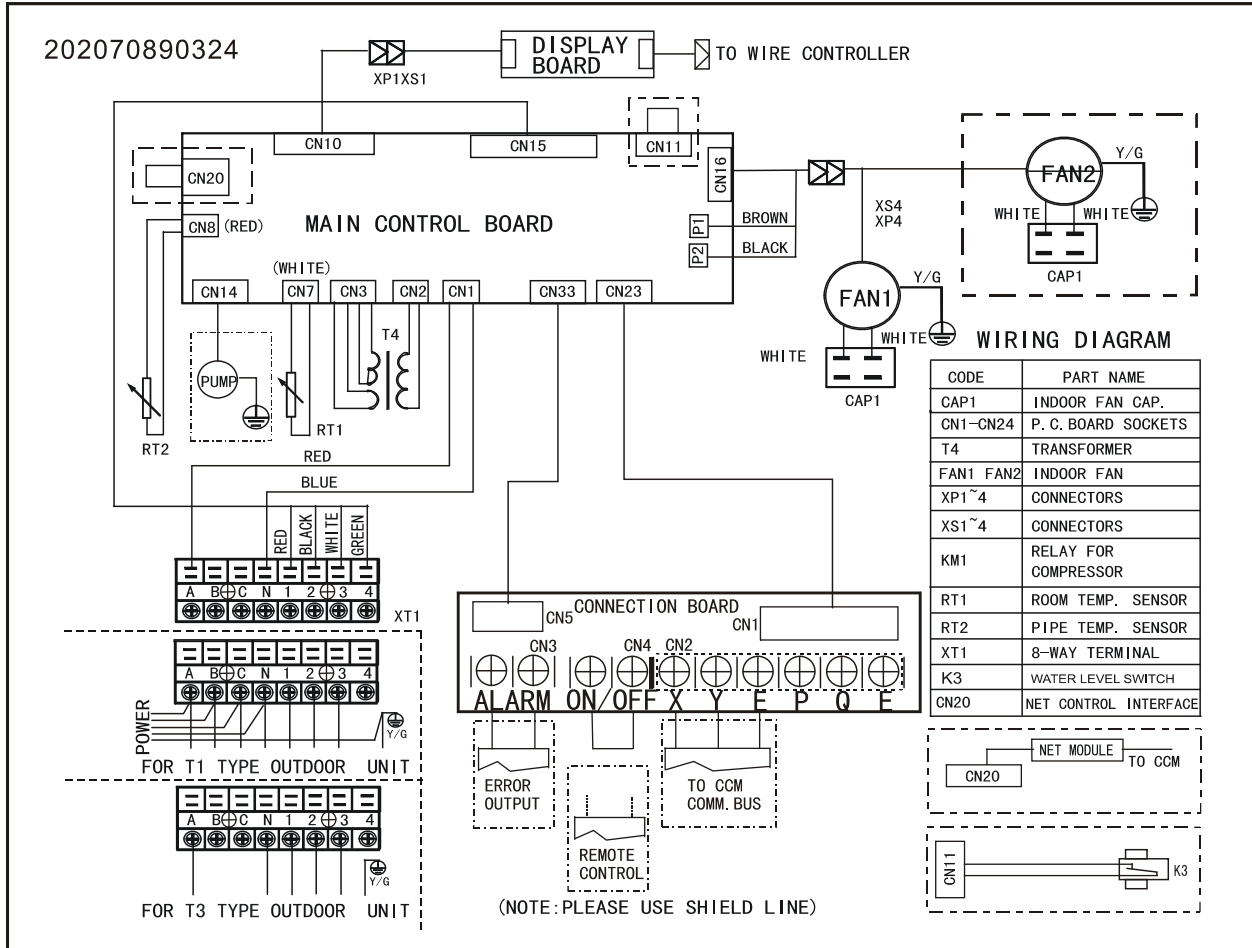 202070890324
DISPLAY
BOARD
TO WIRE CONTROLLER
XP1XS1
CN10
CN15
CN11
CN16
CN20
CN8 (RED)
MAIN CONTROL BOARD
P1
BROWN
P2
BLACK
XS4
XP4
FAN2
Y/G
WHITE
WHITE
CAP1
FAN1
Y/G
WHITE
WHITE
CAP1
(WHITE)
CN14
CN7
CN3
CN2
CN1
CN33
CN23
T4
PUMP
RT2
RT1
RED
BLUE
RED
BLACK
WHITE
GREEN
A B C N 1 2 3 4
XT1
A B C N 1 2 3 4
POWER
Y/G
FOR T1 TYPE OUTDOOR UNIT
A B C N 1 2 3 4
Y/G
FOR T3 TYPE OUTDOOR UNIT
CONNECTION BOARD
CN5
CN1
CN3
CN4
CN2
ALARM ON/OFF X Y E P Q E
ERROR
OUTPUT
REMOTE
CONTROL
TO CCM
COMM. BUS
(NOTE:PLEASE USE SHIELD LINE)
WIRING DIAGRAM
CODE PART NAME
CAP1 INDOOR FAN CAP.
CN1-CN24 P.C.BOARD SOCKETS
T4 TRANSFORMER
FAN1 FAN2 INDOOR FAN
XP1~4 CONNECTORS
XS1~4 CONNECTORS
KM1 RELAY FOR
COMPRESSOR
RT1 ROOM TEMP. SENSOR
RT2 PIPE TEMP. SENSOR
XT1 8-WAY TERMINAL
K3 WATER LEVEL SWITCH
CN20 NET CONTROL INTERFACE
NET MODULE
TO CCM
CN20
CN11
K3